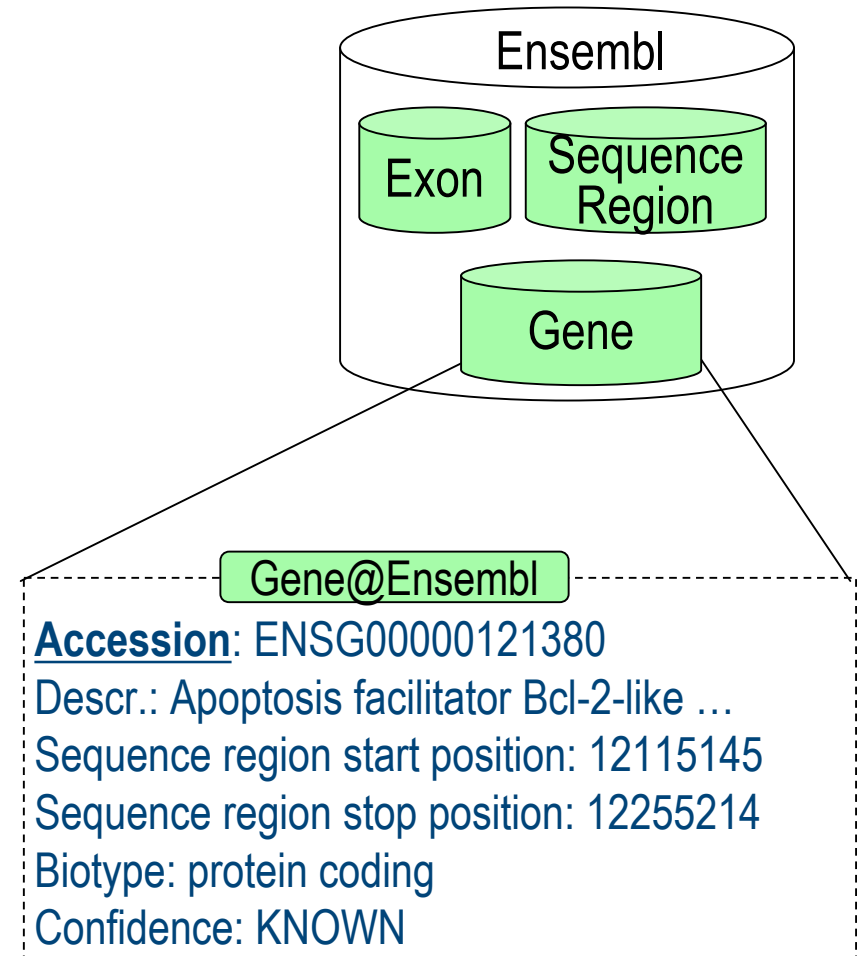 Ensembl
Exon
Sequence
Region
Gene
Gene@Ensembl
Accession: ENSG00000121380
Descr.: Apoptosis facilitator Bcl-2-like …
Sequence region start position: 12115145
Sequence region stop position: 12255214
Biotype: protein coding
Confidence: KNOWN